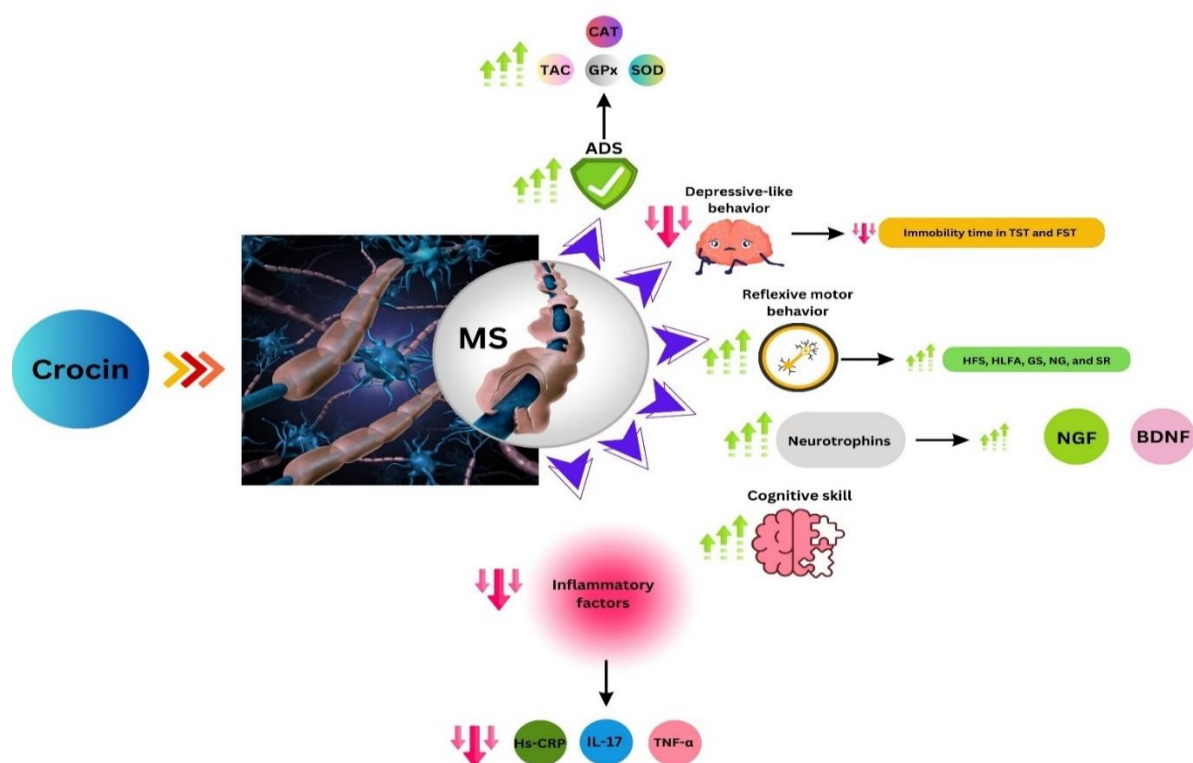 CAT
TAC
GPx
SOD
ADS
Depressive-like
behavior
Immobility time in TST and FST
Reflexive motor
behavior
HFS, HLFA, GS, NG, and SR
Crocin
MS
Neurotrophins
NGF
BDNF
Cognitive skill
Inflammatory
factors
Hs-CRP
IL-17
TNF-α